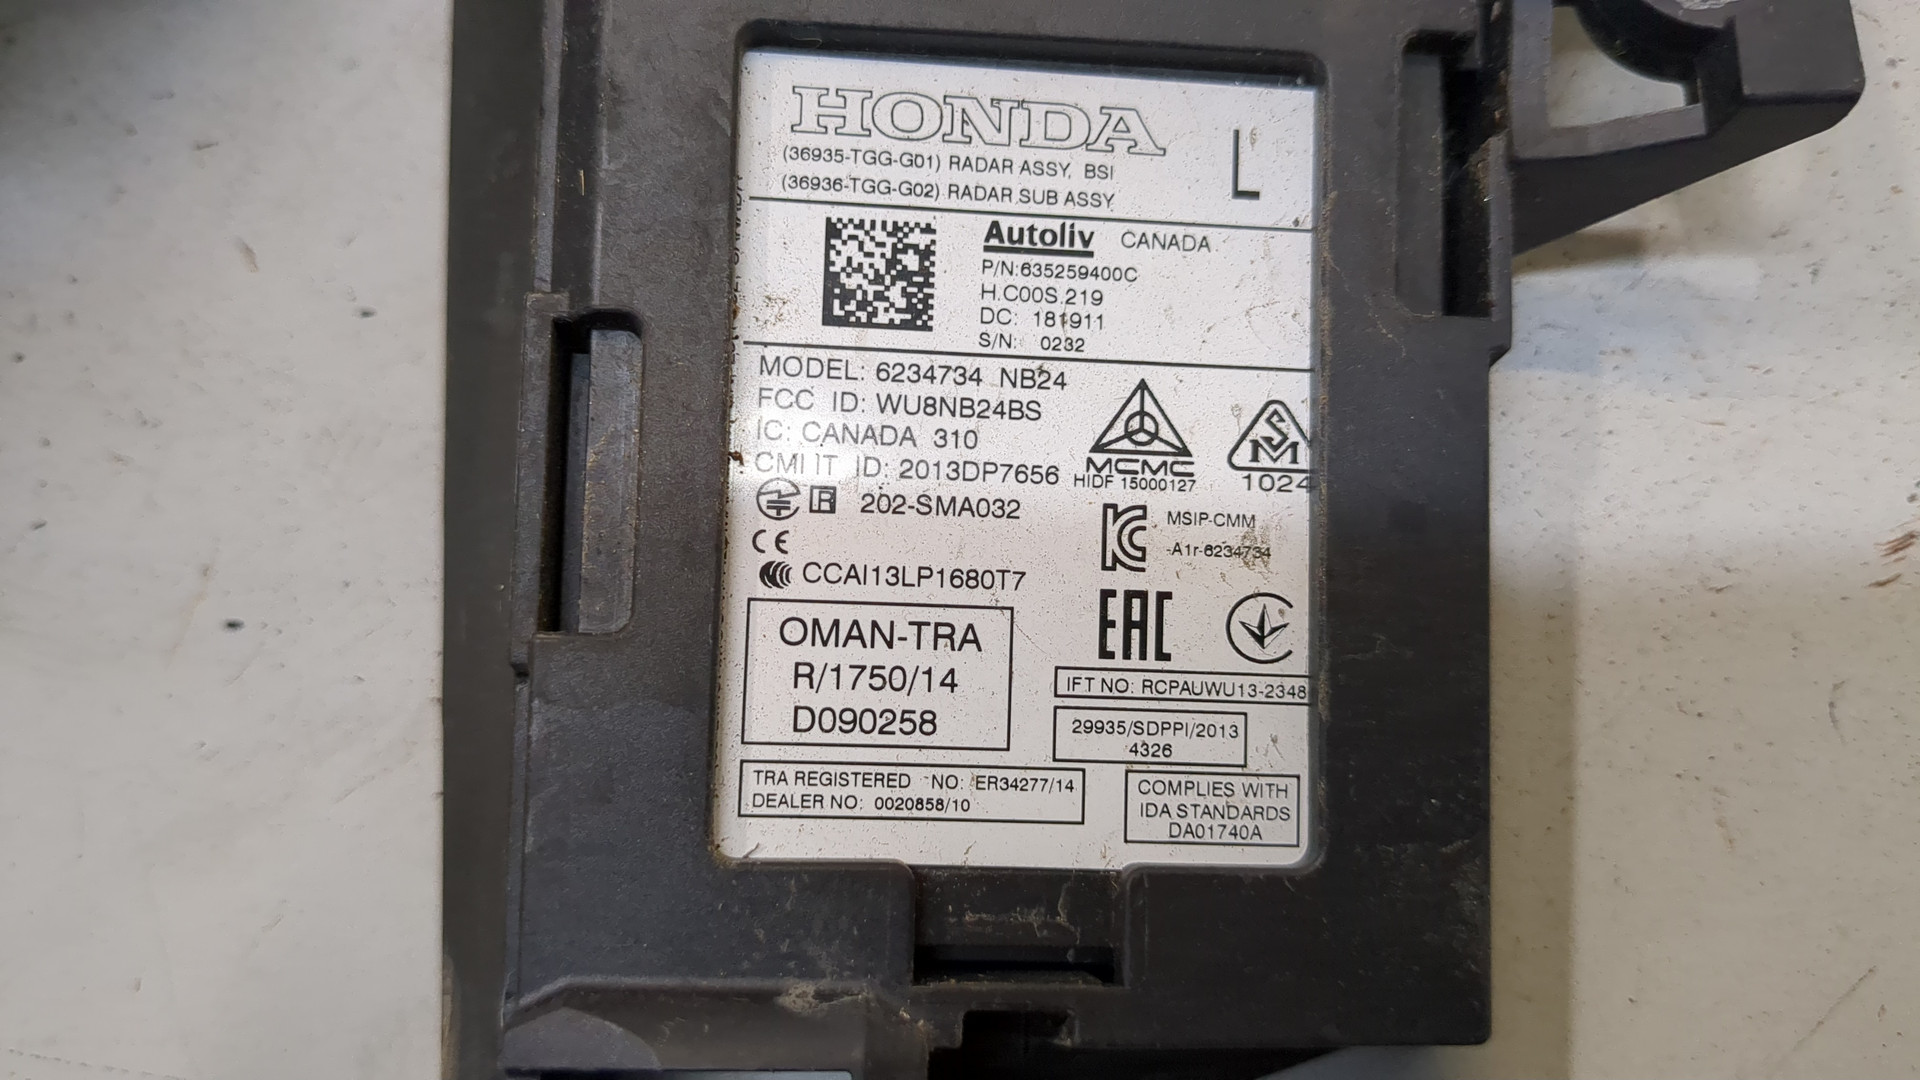 HONDA
L
(36935-TGG-G01) RADAR ASSY, BSI
(36936-TGG-G02) RADAR SUB ASSY
Autoliv CANADA
P/N:635259400C
H.C00S.219
DC: 181911
S/N: 0232
MODEL: 6234734 NB24
FCC ID: WU8NB24BS
IC: CANADA 310
CMIIT ID: 2013DP7656
R 202-SMA032
CE
CCAI13LP1680T7
MCMC
HIDF 15000127
SM
1024
KC
MSIP-CMM
-A1r-6234734
EAC
OMAN-TRA
R/1750/14
D090258
IFT NO: RCPAUWU13-2348
29935/SDPPI/2013
4326
TRA REGISTERED NO: ER34277/14
DEALER NO: 0020858/10
COMPLIES WITH
IDA STANDARDS
DA01740A